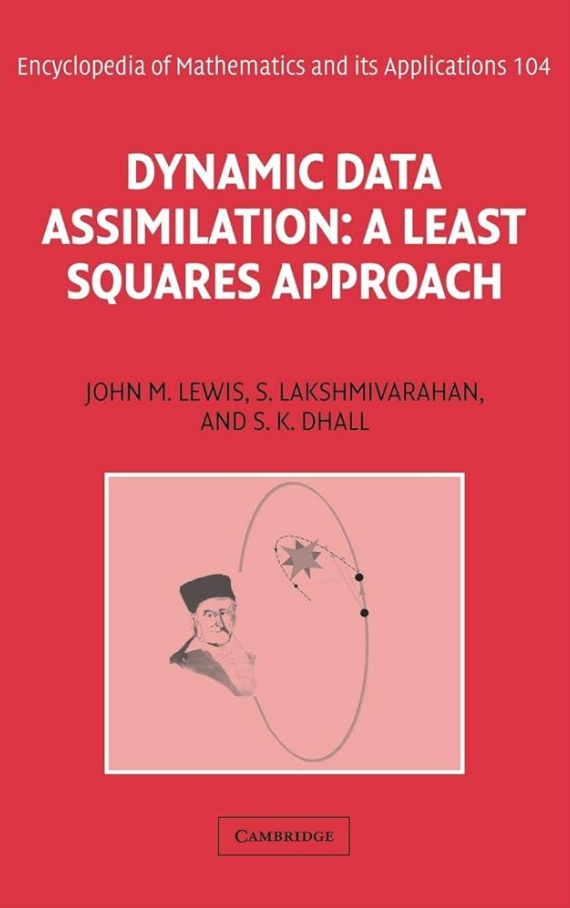 Encyclopedia of Mathematics and its Applications 104
DYNAMIC DATA
ASSIMILATION: A LEAST
SQUARES APPROACH
JOHN M. LEWIS, S. LAKSHMIVARAHAN,
AND S. K. DHALL
CAMBRIDGE